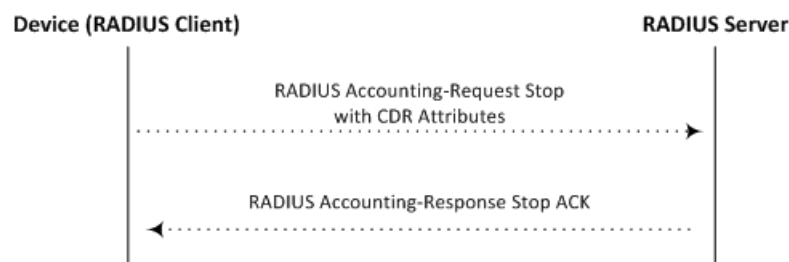 Device (RADIUS Client) RADIUS Server
RADIUS Accounting-Request Stop
with CDR Attributes
RADIUS Accounting-Response Stop ACK